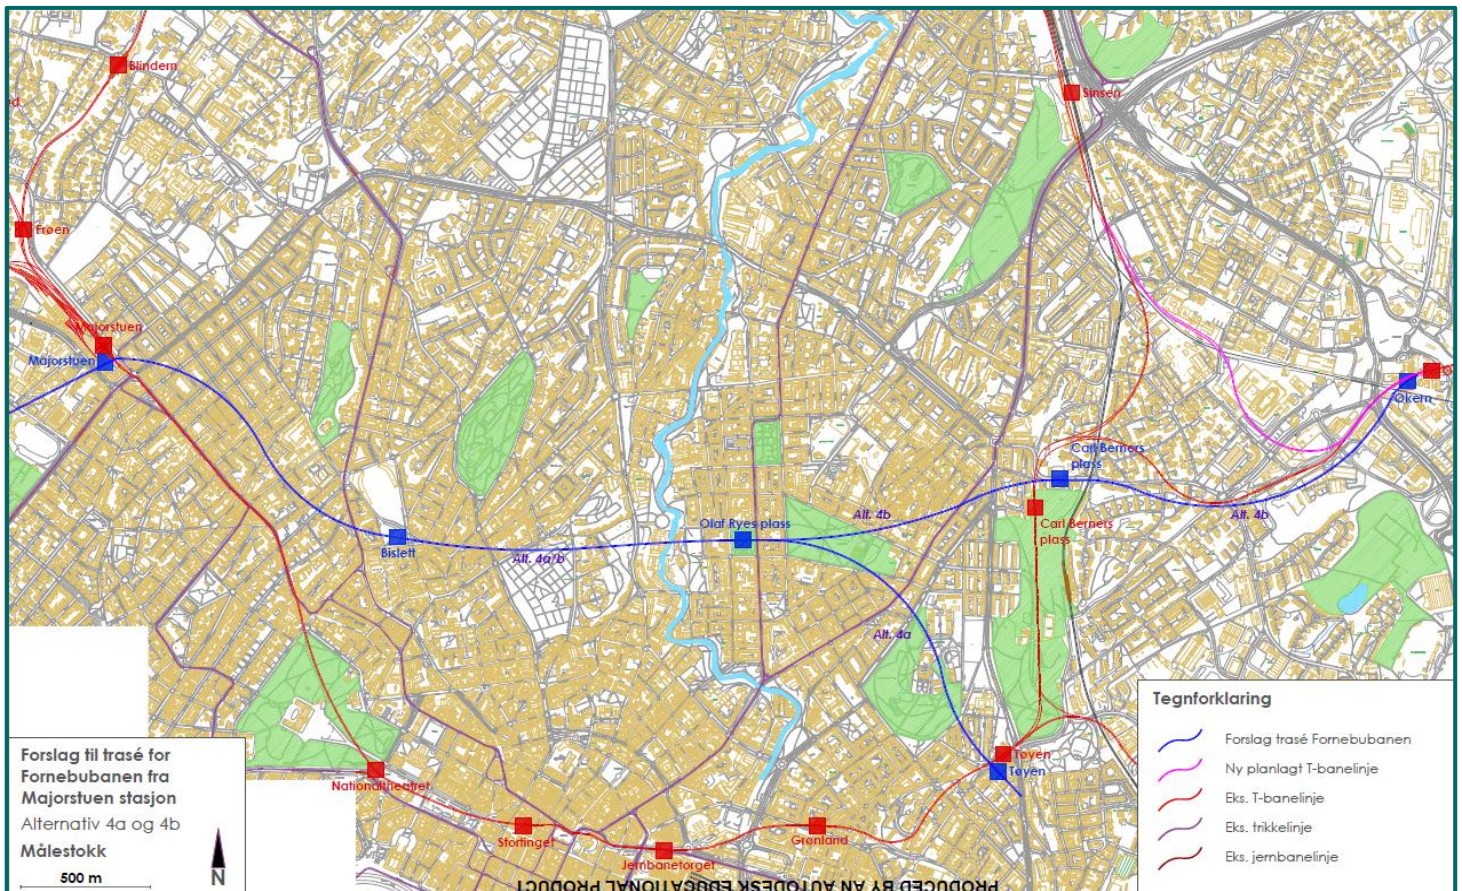 Blindern
Sinsen
Frøen
Majorstuen
Majorstuen
Økern
Carl Berners
plass
Olaf Ryes plass
Alt. 4b
Alt. 4b
Carl Berners
plass
Bislett
Alt. 4a/b
Alt. 4a
Tøyen
Tøyen
Nationaltheatret
Stortinget
Grønland
Jernbanetorget
PRODUCED BY AN AUTODESK EDUCATIONAL PRODUCT
Forslag til trasé for
Fornebubanen fra
Majorstuen stasjon
Alternativ 4a og 4b
Målestokk
500 m
N
Tegnforklaring
Forslag trasé Fornebubanen
Ny planlagt T-banelinje
Eks. T-banelinje
Eks. trikkelinje
Eks. jernbanelinje